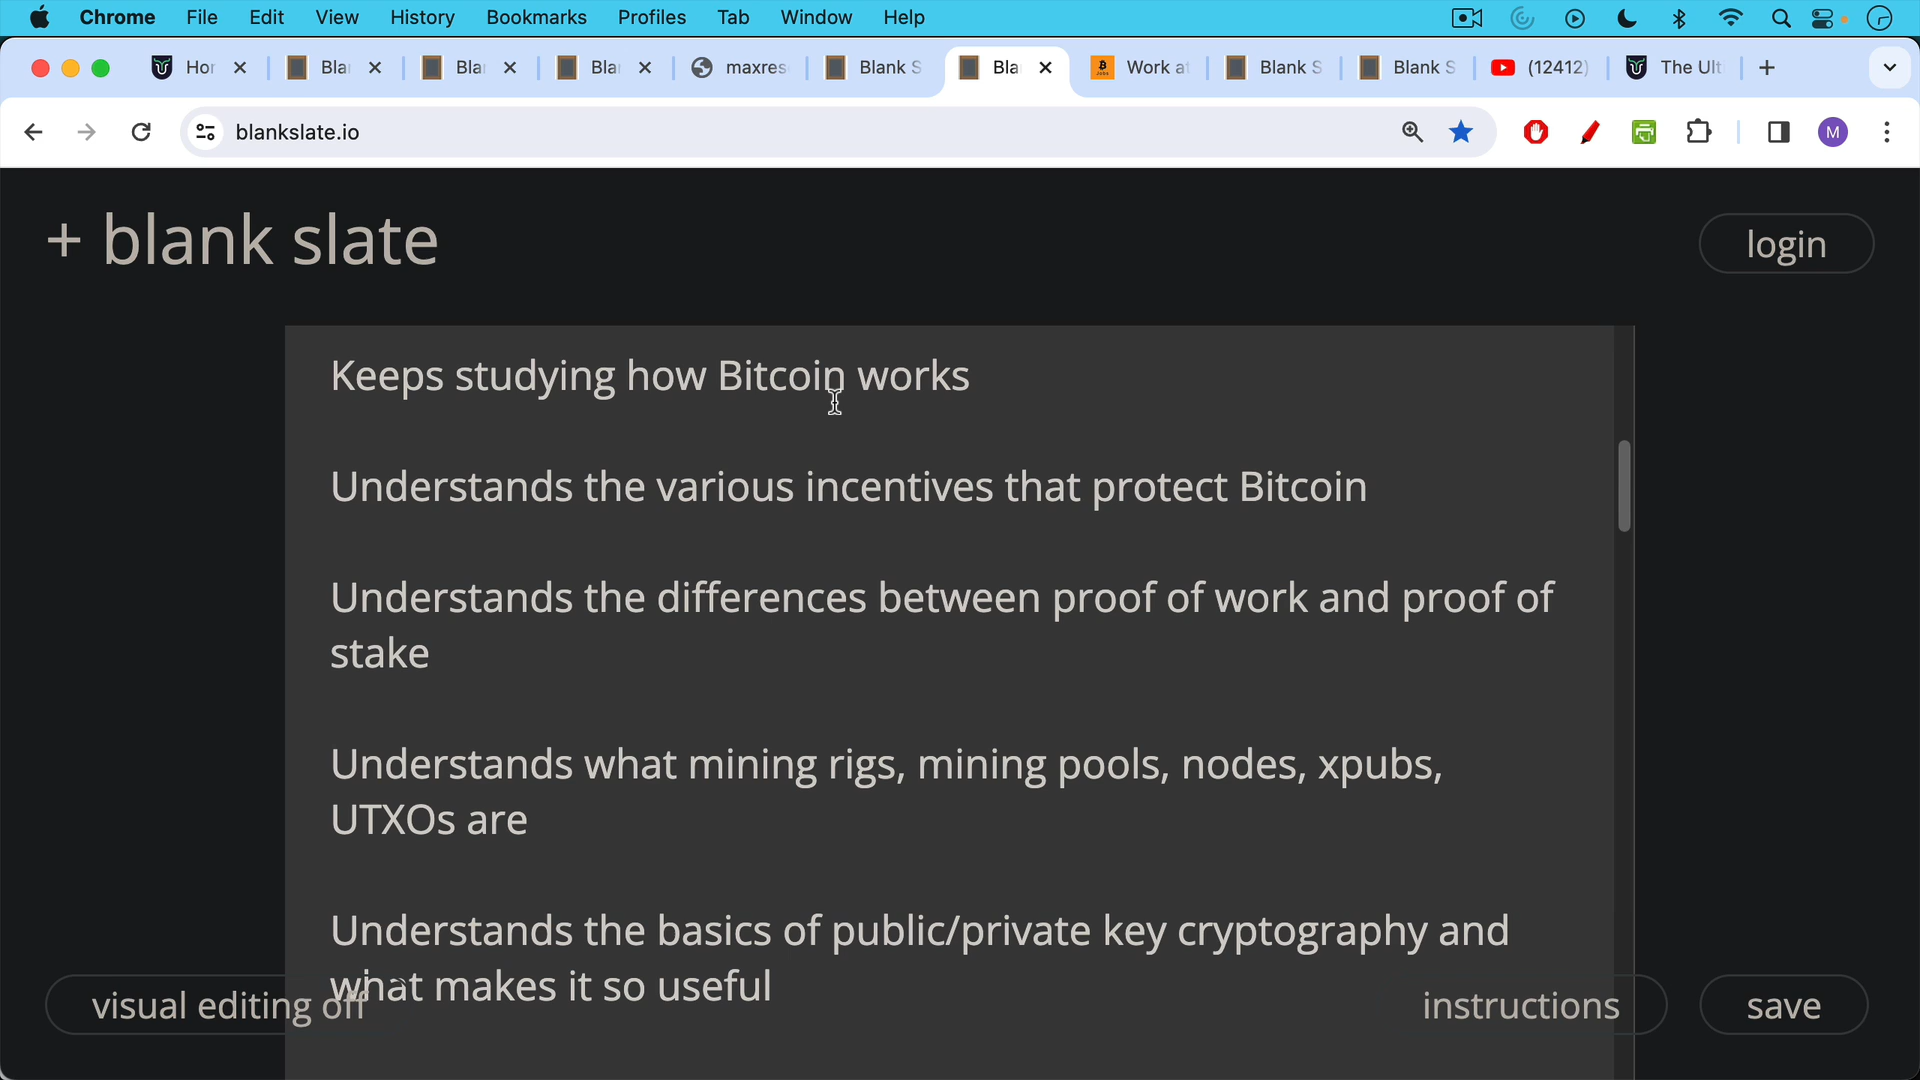 Chrome File Edit View History Bookmarks Profiles Tab Window Help
Hor Bla Bla Bla maxres Blank S Bla Work at Blank S Blank S (12412) The Ult
blankslate.io
M
+ blank slate
login
Keeps studying how Bitcoin works
Understands the various incentives that protect Bitcoin
Understands the differences between proof of work and proof of
stake
Understands what mining rigs, mining pools, nodes, xpubs,
UTXOs are
Understands the basics of public/private key cryptography and
what makes it so useful
visual editing off
instructions
save